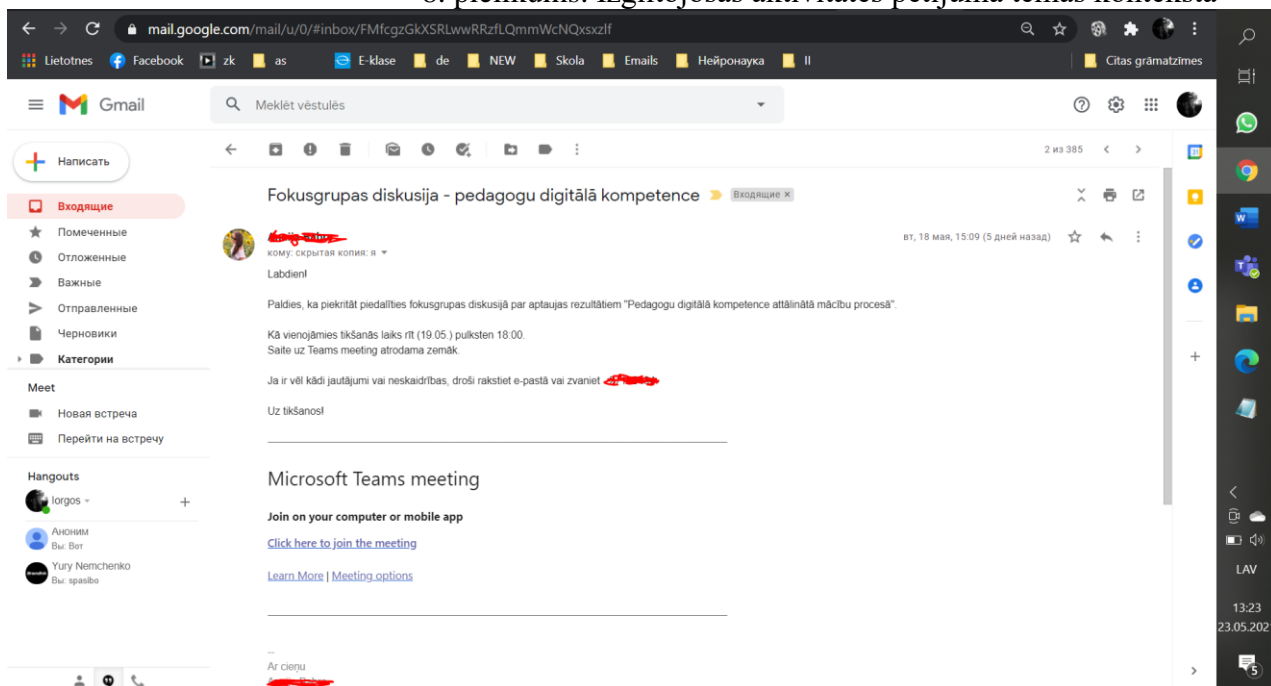 mail.google.com/mail/u/0/#inbox/FMfcgzGkXSRLwwRRzfLQmmWcNQxsxzlf
Lietotnes Facebook zk as E-klase de NEW Skola Emails Нейронаука II Citas grāmatzīmes
Gmail
Meklēt vēstulēs
Написать
2 из 385
Fokusgrupas diskusija - pedagogu digitālā kompetence Входящие ×
Входящие
Помеченные
Отложенные
Важные
Отправленные
Черновики
Категории
вт, 18 мая, 15:09 (5 дней назад)
кому: скрытая копия: я
Labdien!
Paldies, ka piekritāt piedalīties fokusgrupas diskusijā par aptaujas rezultātiem "Pedagogu digitālā kompetence attālinātā mācību procesā".
Kā vienojāmies tikšanās laiks rīt (19.05.) pulksten 18:00.
Saite uz Teams meeting atrodama zemāk.
Ja ir vēl kādi jautājumi vai neskaidrības, droši rakstiet e-pastā vai zvaniet
Uz tikšanos!
Microsoft Teams meeting
Join on your computer or mobile app
Click here to join the meeting
Learn More | Meeting options
--
Ar cieņu
Meet
Новая встреча
Перейти на встречу
Hangouts
Iorgos
Аноним
Вы: Вот
Yury Nemchenko
Вы: spasibo
LAV
13:23
23.05.202
5